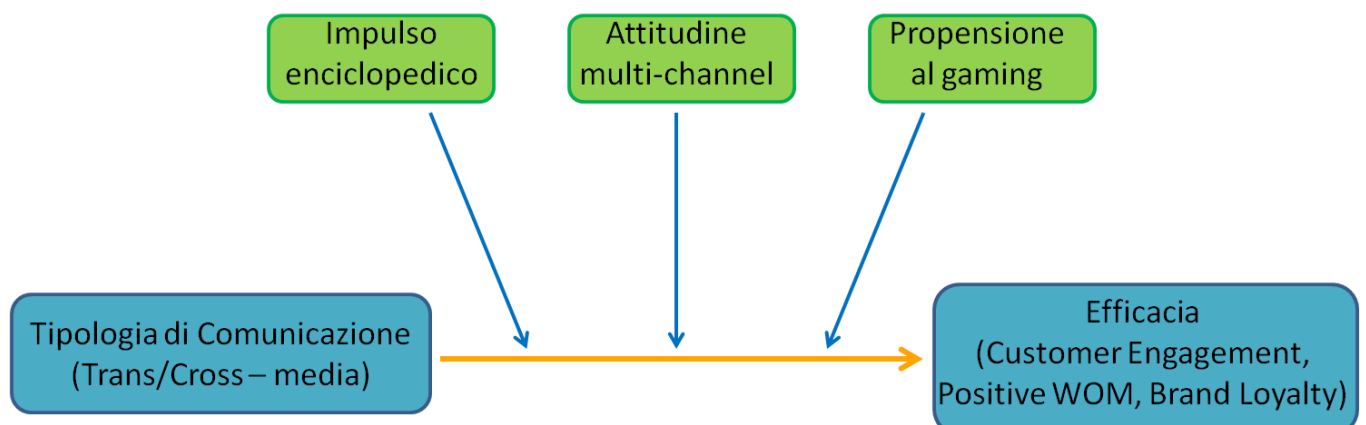 Impulso
enciclopedico
Attitudine
multi-channel
Propensione
al gaming
Tipologia di Comunicazione
(Trans/Cross – media)
Efficacia
(Customer Engagement,
Positive WOM, Brand Loyalty)